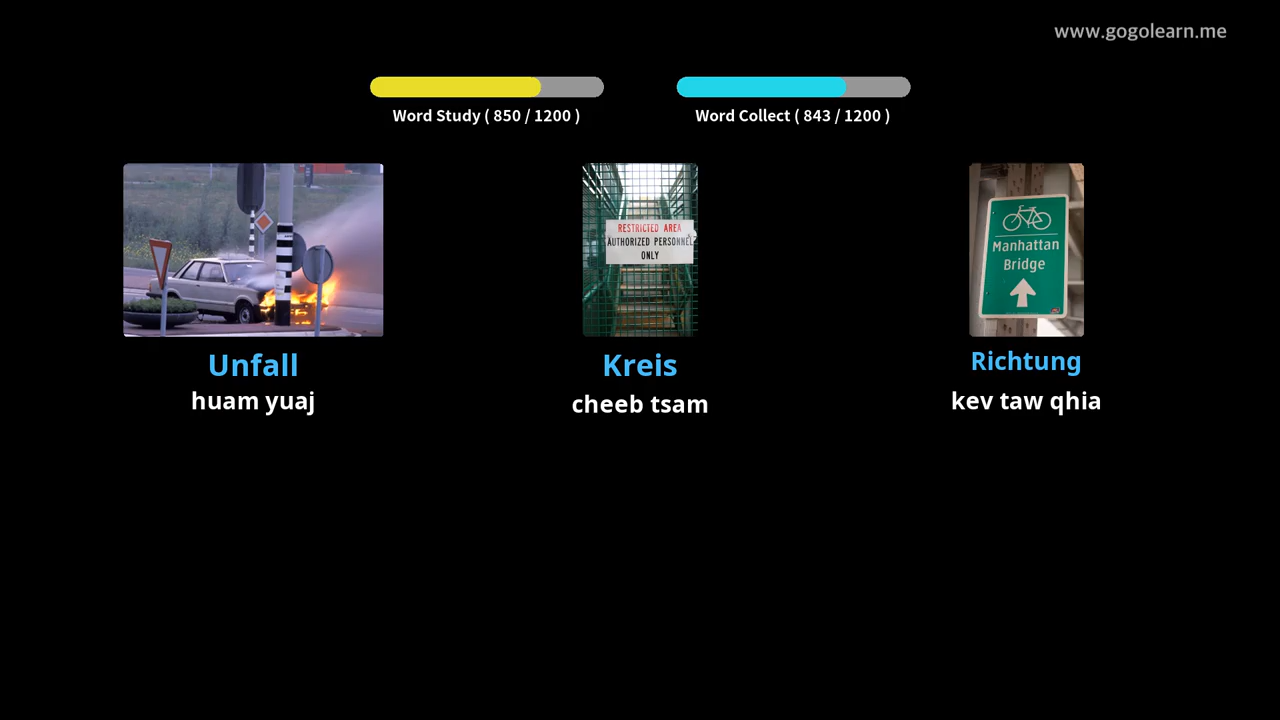 www.gogolearn.me
Word Study ( 850 / 1200 )
Word Collect ( 843 / 1200 )
RESTRICTED AREA
AUTHORIZED PERSONNEL
ONLY
Manhattan
Bridge
Unfall
huam yuaj
Kreis
cheeb tsam
Richtung
kev taw qhia